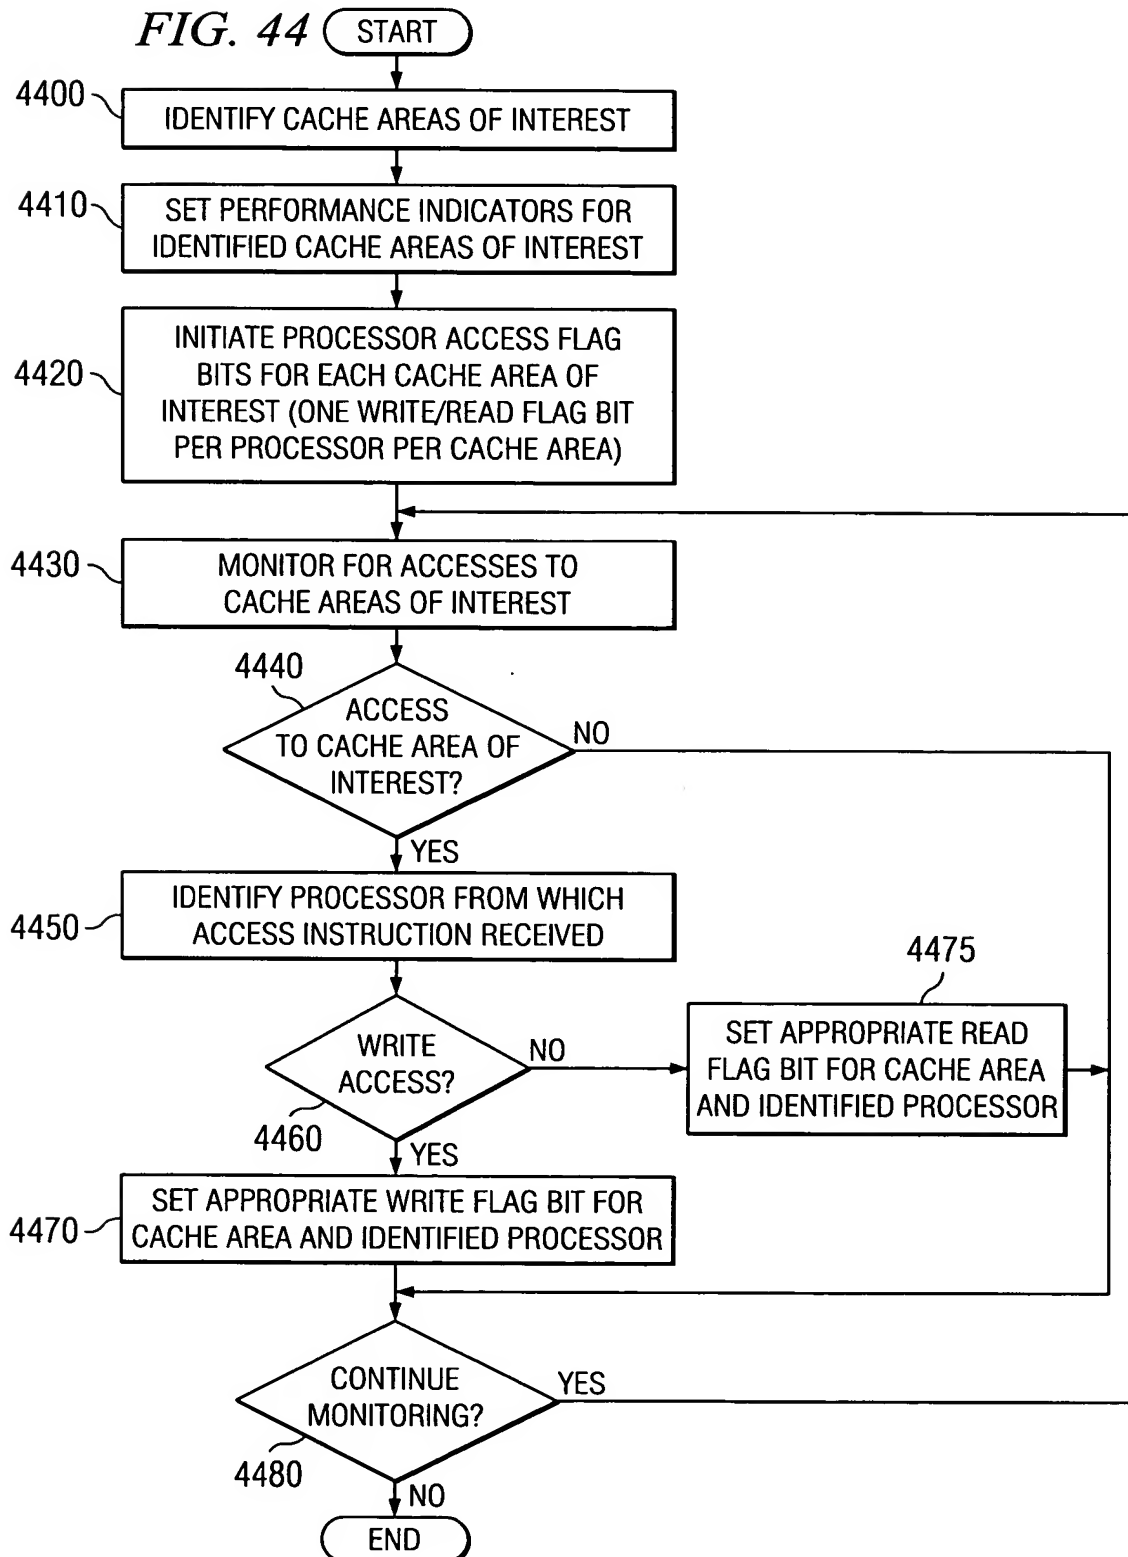 FIG. 44
START
4400
IDENTIFY CACHE AREAS OF INTEREST
4410
SET PERFORMANCE INDICATORS FOR
IDENTIFIED CACHE AREAS OF INTEREST
4420
INITIATE PROCESSOR ACCESS FLAG
BITS FOR EACH CACHE AREA OF
INTEREST (ONE WRITE/READ FLAG BIT
PER PROCESSOR PER CACHE AREA)
4430
MONITOR FOR ACCESSES TO
CACHE AREAS OF INTEREST
4440
ACCESS
TO CACHE AREA OF
INTEREST?
NO
YES
4450
IDENTIFY PROCESSOR FROM WHICH
ACCESS INSTRUCTION RECEIVED
4475
SET APPROPRIATE READ
FLAG BIT FOR CACHE AREA
AND IDENTIFIED PROCESSOR
WRITE
ACCESS?
NO
4460
YES
4470
SET APPROPRIATE WRITE FLAG BIT FOR
CACHE AREA AND IDENTIFIED PROCESSOR
CONTINUE
MONITORING?
YES
4480
NO
END